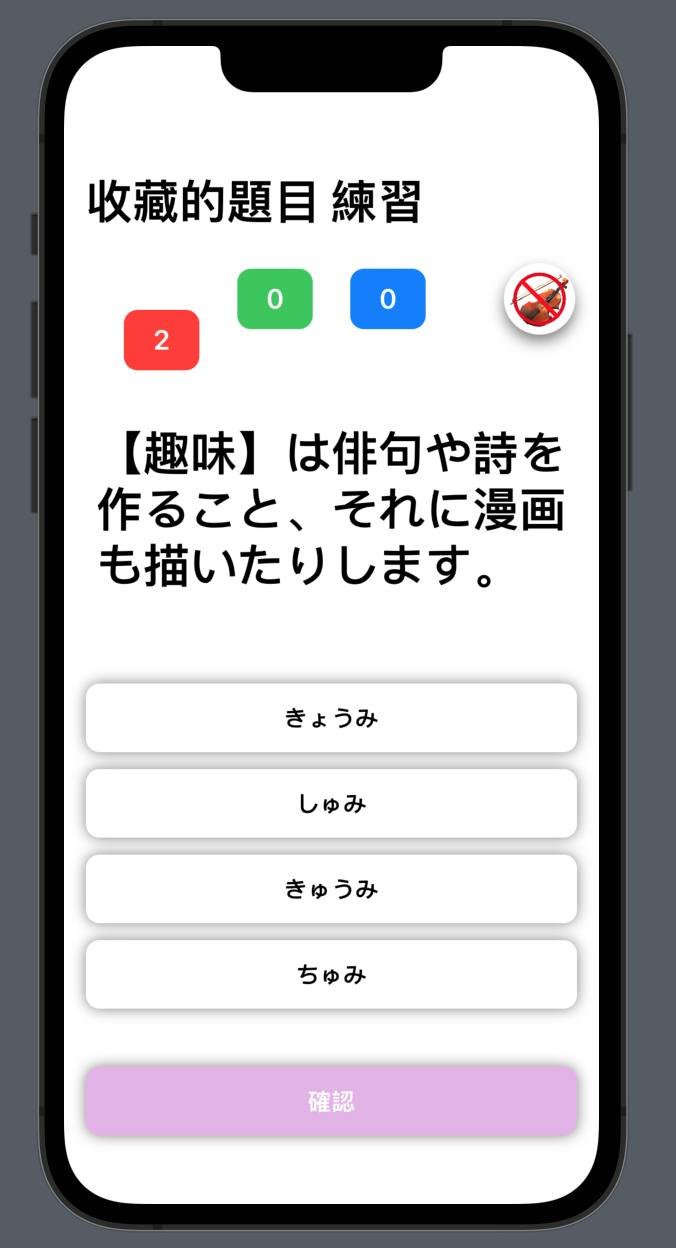 收藏的題目 練習
2
0
0
【趣味】は俳句や詩を
作ること、それに漫画
も描いたりします。
きょうみ
しゅみ
きゅうみ
ちゅみ
確認